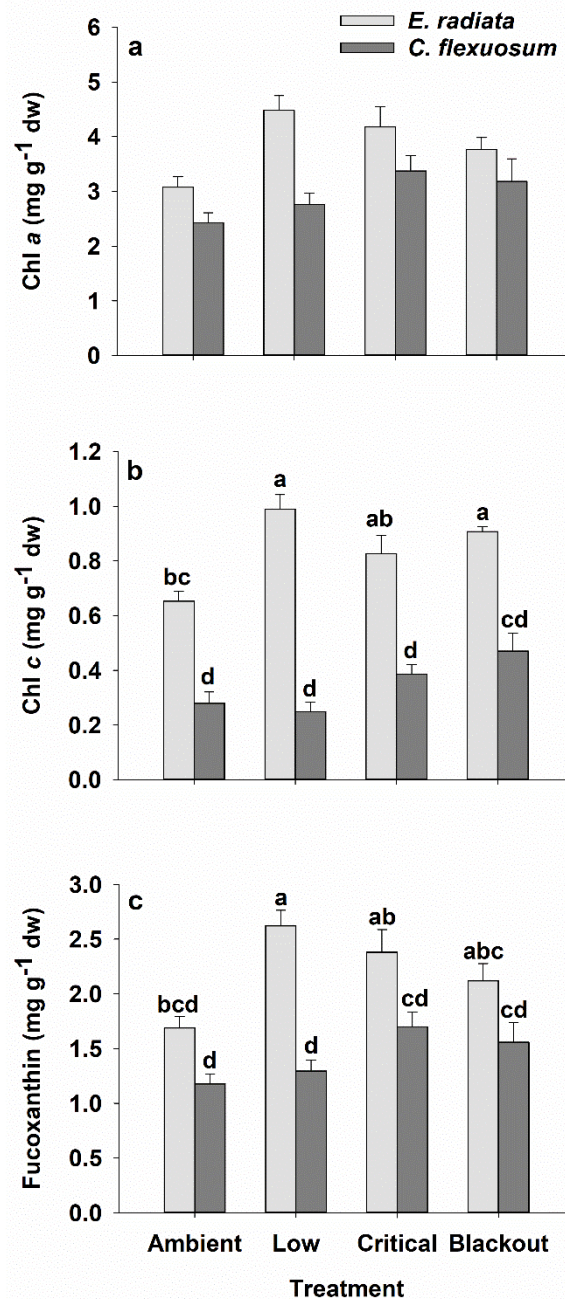 E. radiata
C. flexuosum
a
6
5
4
3
2
1
0
Chl a (mg g⁻¹ dw)
b
1.2
1.0
0.8
0.6
0.4
0.2
0.0
Chl c (mg g⁻¹ dw)
bc
d
a
d
ab
d
a
cd
c
3.0
2.5
2.0
1.5
1.0
0.5
0.0
Fucoxanthin (mg g⁻¹ dw)
bcd
d
a
d
ab
cd
abc
cd
Ambient Low Critical Blackout
Treatment